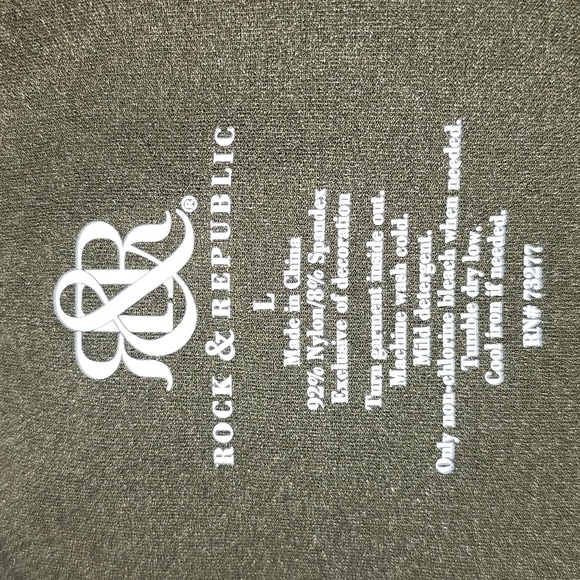 R&R®
ROCK & REPUBLIC
L
Made in China
92% Nylon/8% Spandex
Exclusive of decoration
Turn garment inside out.
Machine wash cold.
Mild detergent.
Only non-chlorine bleach when needed.
Tumble dry low.
Cool iron if needed.
RN# 73277